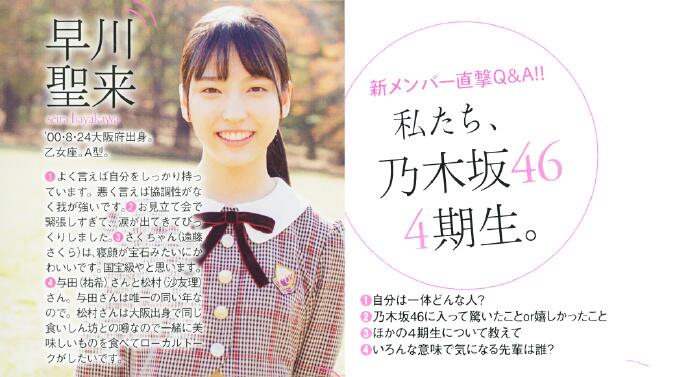 早川
聖来
seira hayakawa
'00・8・24大阪府出身。
乙女座。A型。
❶よく言えば自分をしっかり持っ
ています。悪く言えば協調性がな
く我が強いです。❷お見立て会で
緊張しすぎて、涙が出てきてびっ
くりしました。❸さくちゃん(遠藤
さくら)は、寝顔が宝石みたいにか
わいいです。国宝級やと思います。
❹与田(祐希)さんと松村(沙友理)
さん。与田さんは唯一の同い年な
ので。松村さんは大阪出身で同じ
食いしん坊との噂なので一緒に美
味しいものを食べてローカルトー
クがしたいです。
新メンバー直撃Q&A!!
私たち、
乃木坂46
4期生。
❶自分は一体どんな人?
❷乃木坂46に入って驚いたことor嬉しかったこと
❸ほかの4期生について教えて
❹いろんな意味で気になる先輩は誰?